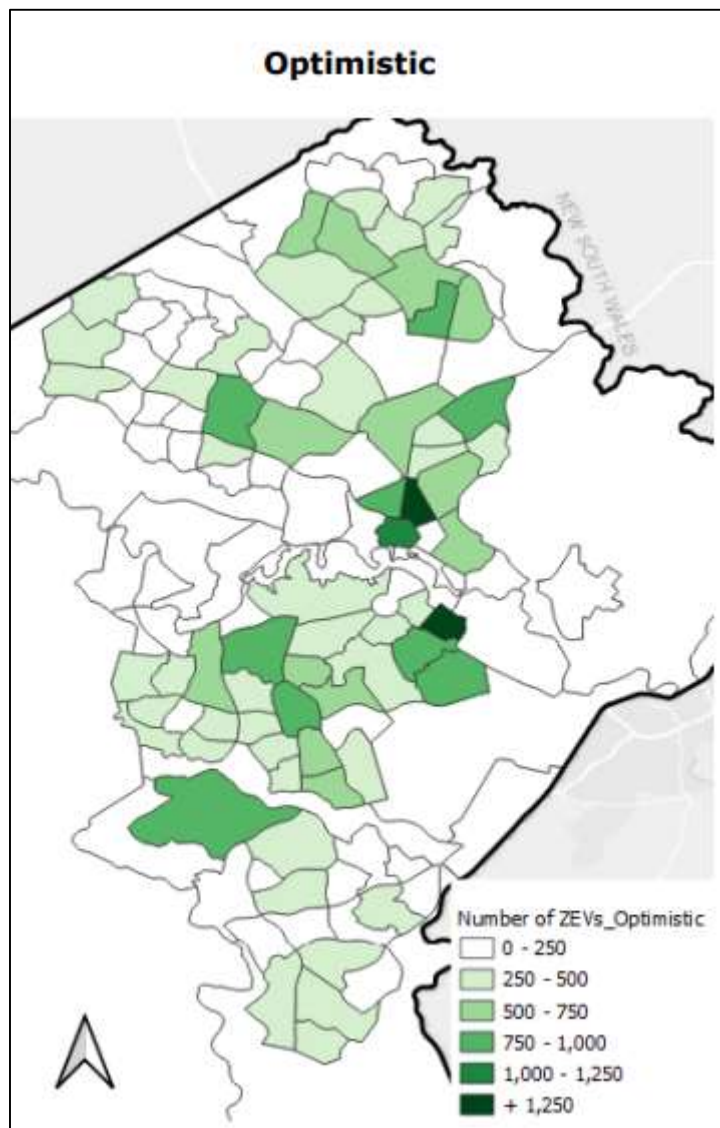 Optimistic
NEW SOUTH WALES
Number of ZEVs_Optimistic
0 - 250
250 - 500
500 - 750
750 - 1,000
1,000 - 1,250
+ 1,250